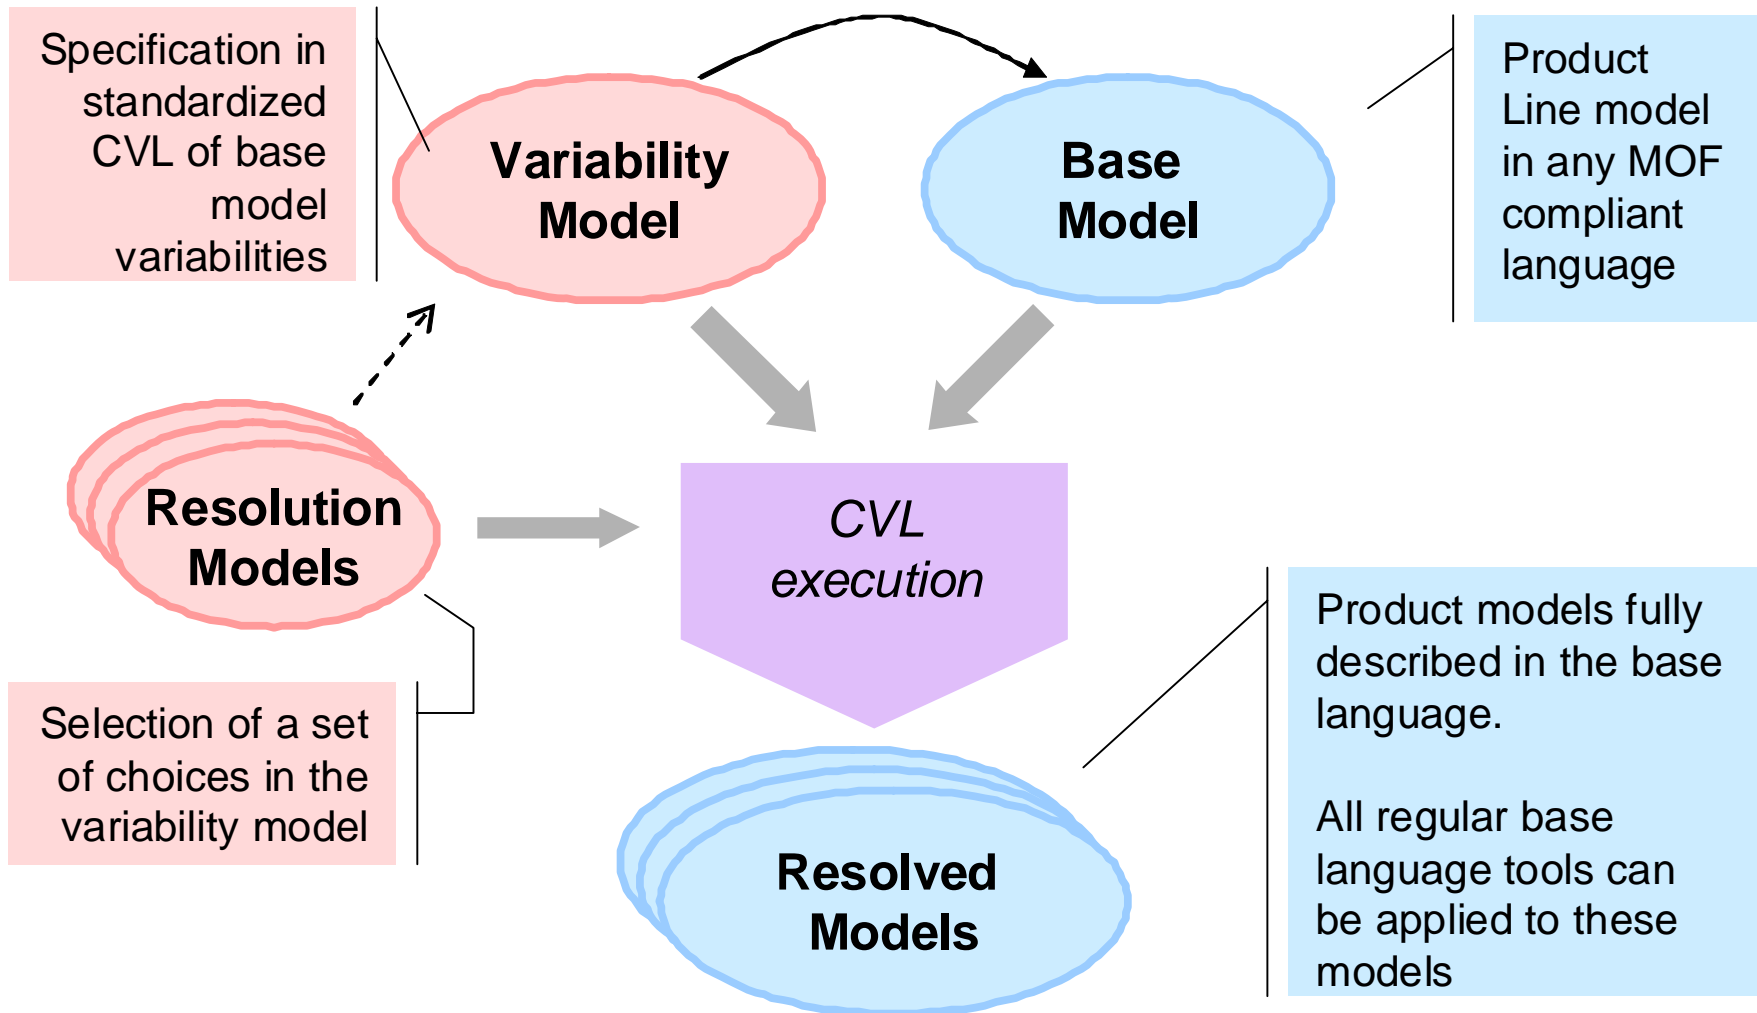 Specification in
standardized
CVL of base
model
variabilities
Variability
Model
Base
Model
Product
Line model
in any MOF
compliant
language
Resolution
Models
CVL
execution
Selection of a set
of choices in the
variability model
Resolved
Models
Product models fully
described in the base
language.
All regular base
language tools can
be applied to these
models